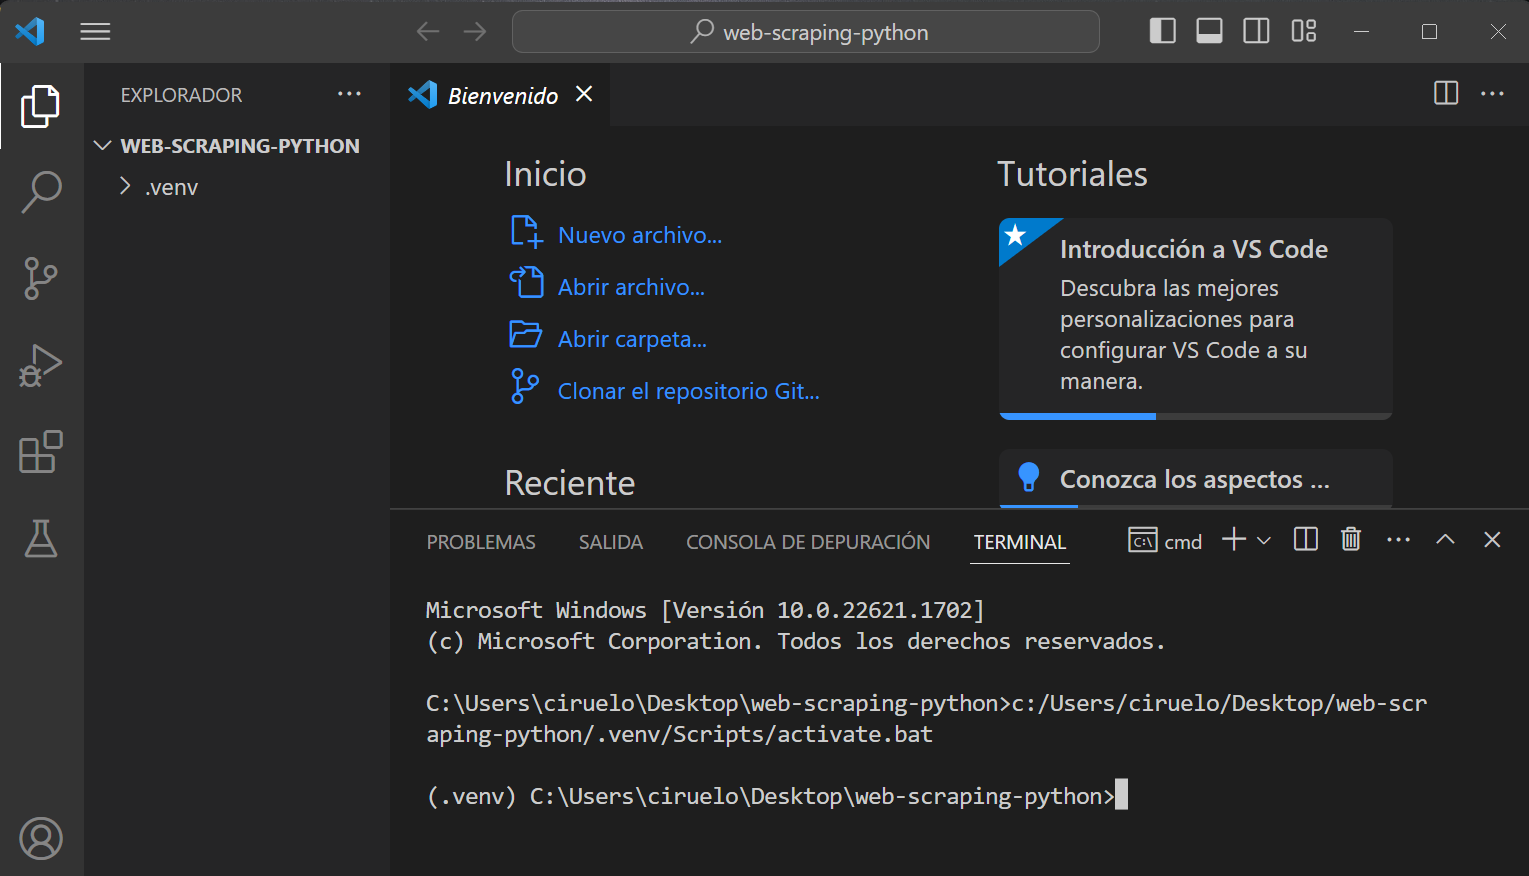 web-scraping-python
EXPLORADOR
WEB-SCRAPING-PYTHON
.venv
Bienvenido
Inicio
Nuevo archivo...
Abrir archivo...
Abrir carpeta...
Clonar el repositorio Git...
Reciente
Tutoriales
Introducción a VS Code
Descubra las mejores
personalizaciones para
configurar VS Code a su
manera.
Conozca los aspectos ...
PROBLEMAS
SALIDA
CONSOLA DE DEPURACIÓN
TERMINAL
cmd
Microsoft Windows [Versión 10.0.22621.1702]
(c) Microsoft Corporation. Todos los derechos reservados.
C:\Users\ciruelo\Desktop\web-scraping-python>c:/Users/ciruelo/Desktop/web-scr
aping-python/.venv/Scripts/activate.bat
(.venv) C:\Users\ciruelo\Desktop\web-scraping-python>